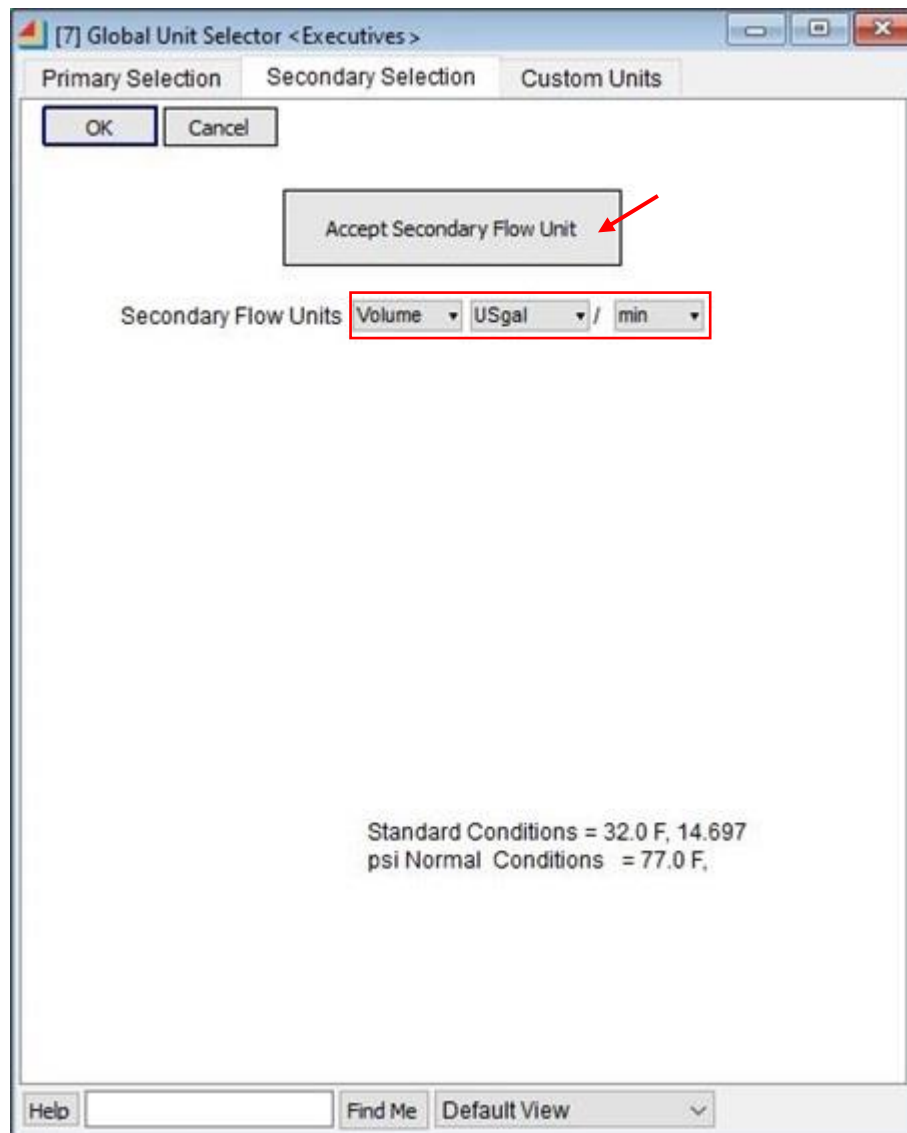 [7] Global Unit Selector <Executives>
Primary Selection Secondary Selection Custom Units
OK Cancel
Accept Secondary Flow Unit
Secondary Flow Units Volume USgal / min
Standard Conditions = 32.0 F, 14.697
psi Normal Conditions = 77.0 F,
Help Find Me Default View